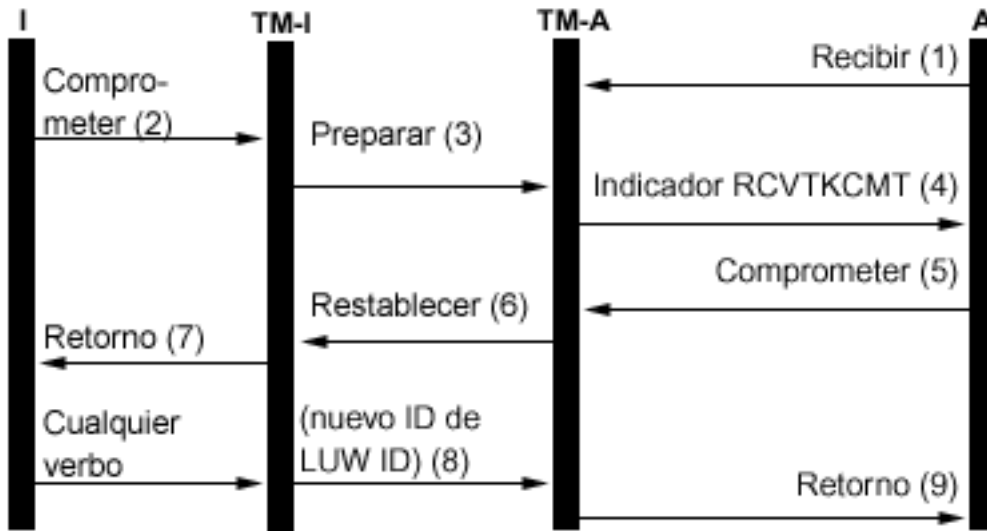 I TM-I TM-A A
Recibir (1)
Compro-
meter (2)
Preparar (3)
Indicador RCVTKCMT (4)
Comprometer (5)
Restablecer (6)
Retorno (7)
Cualquier
verbo
(nuevo ID de
LUW ID) (8)
Retorno (9)